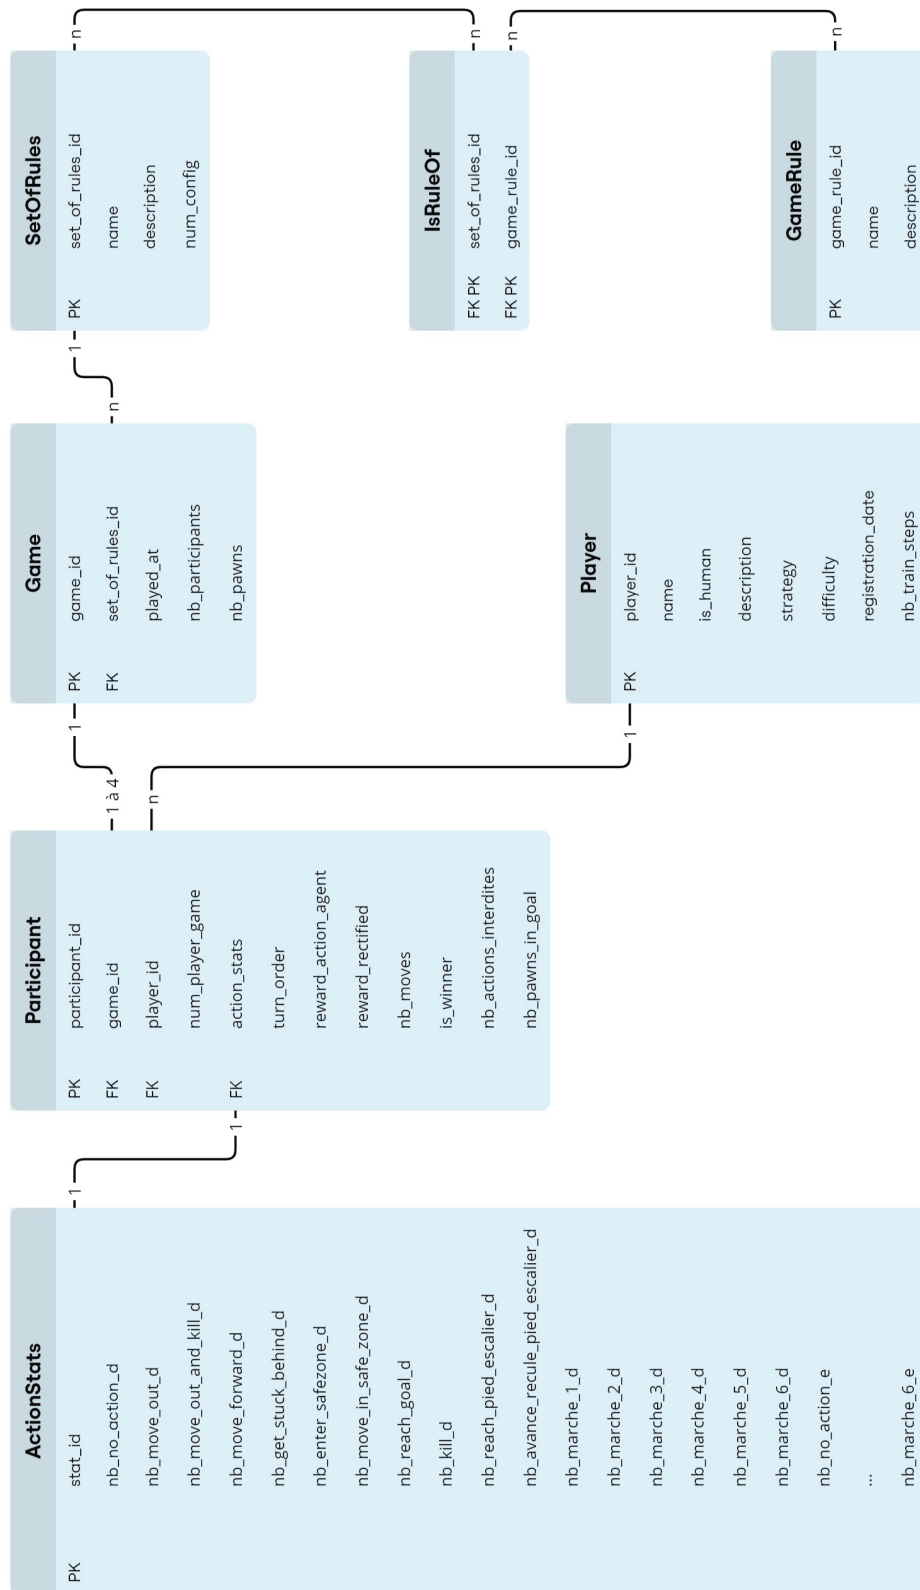 ActionStats
PK stat_id
nb_no_action_d
nb_move_out_d
nb_move_out_and_kill_d
nb_move_forward_d
nb_get_stuck_behind_d
nb_enter_safezone_d
nb_move_in_safe_zone_d
nb_reach_goal_d
nb_kill_d
nb_reach_pied_escalier_d
nb_avance_recule_pied_escalier_d
nb_marche_1_d
nb_marche_2_d
nb_marche_3_d
nb_marche_4_d
nb_marche_5_d
nb_marche_6_d
nb_no_action_e
...
nb_marche_6_e
1
1
Participant
PK participant_id
FK game_id
FK player_id
num_player_game
FK action_stats
turn_order
reward_action_agent
reward_rectified
nb_moves
is_winner
nb_actions_interdites
nb_pawns_in_goal
1 à 4
1
n
1
Game
PK game_id
FK set_of_rules_id
played_at
nb_participants
nb_pawns
Player
PK player_id
name
is_human
description
strategy
difficulty
registration_date
nb_train_steps
n
1
SetOfRules
PK set_of_rules_id
name
description
num_config
n
n
IsRuleOf
FK PK set_of_rules_id
FK PK game_rule_id
n
n
GameRule
PK game_rule_id
name
description